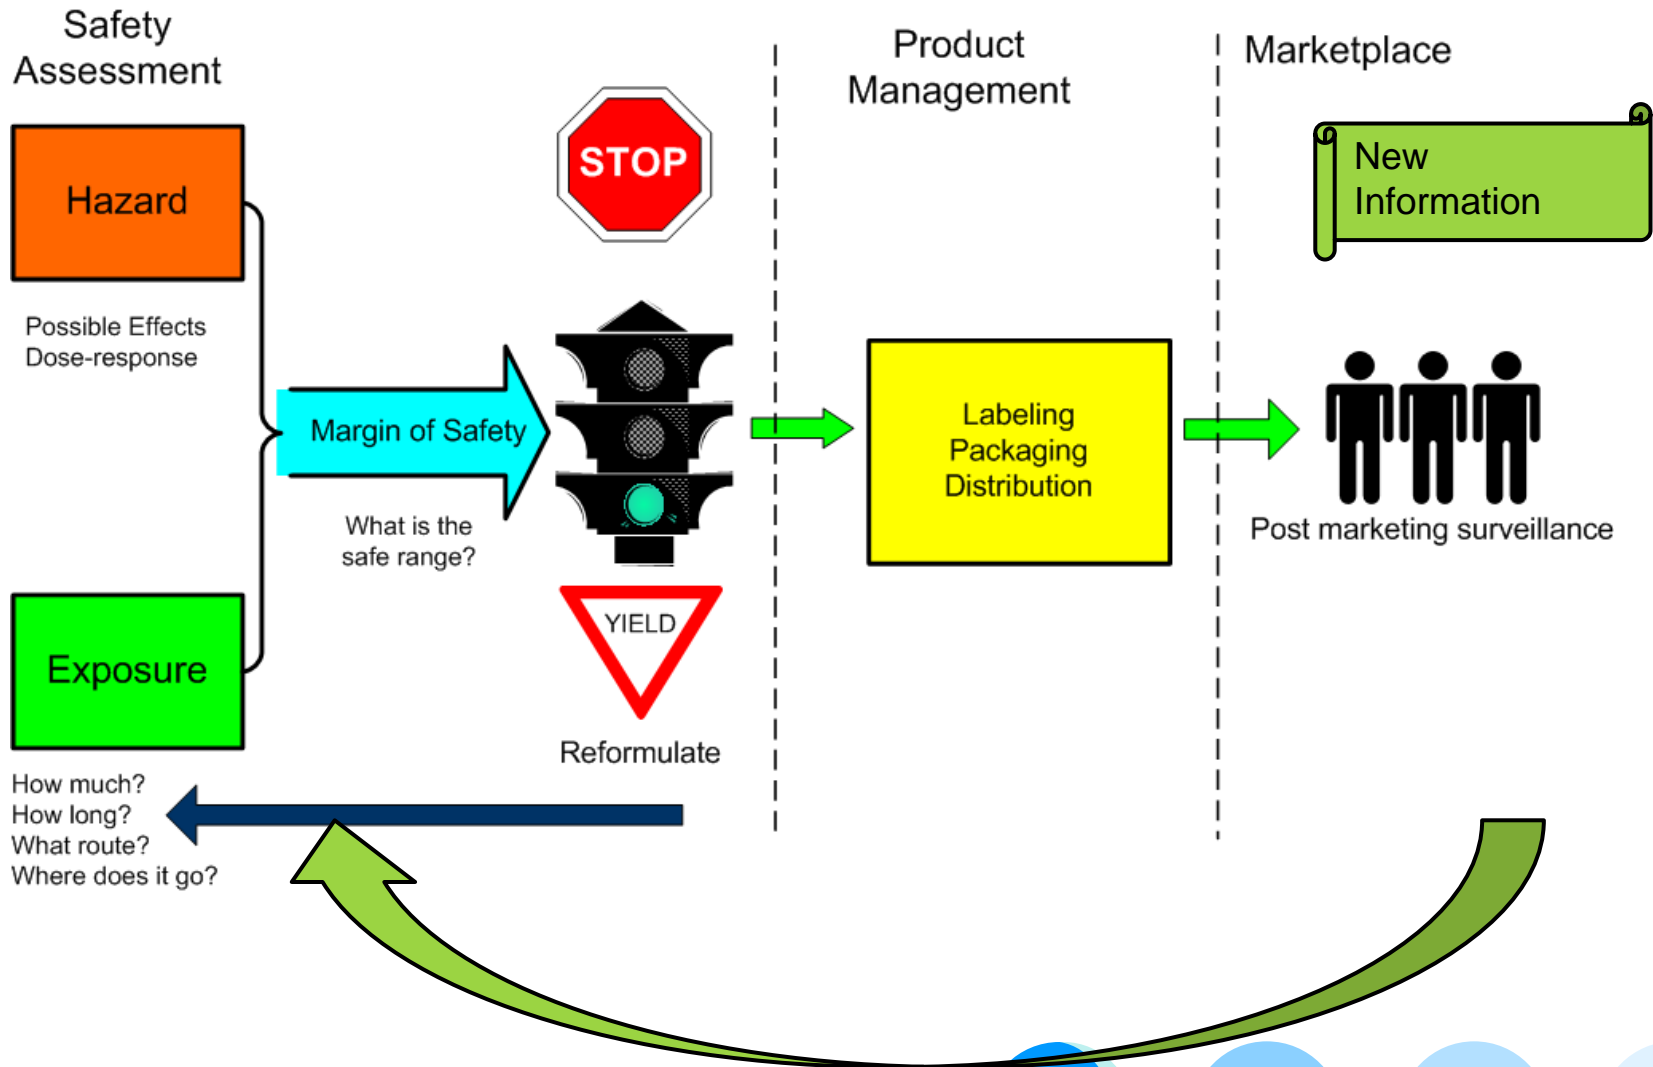 Safety
Assessment
Hazard
Possible Effects
Dose-response
Exposure
How much?
How long?
What route?
Where does it go?
Margin of Safety
What is the
safe range?
STOP
YIELD
Reformulate
Product
Management
Labeling
Packaging
Distribution
Marketplace
New
Information
Post marketing surveillance